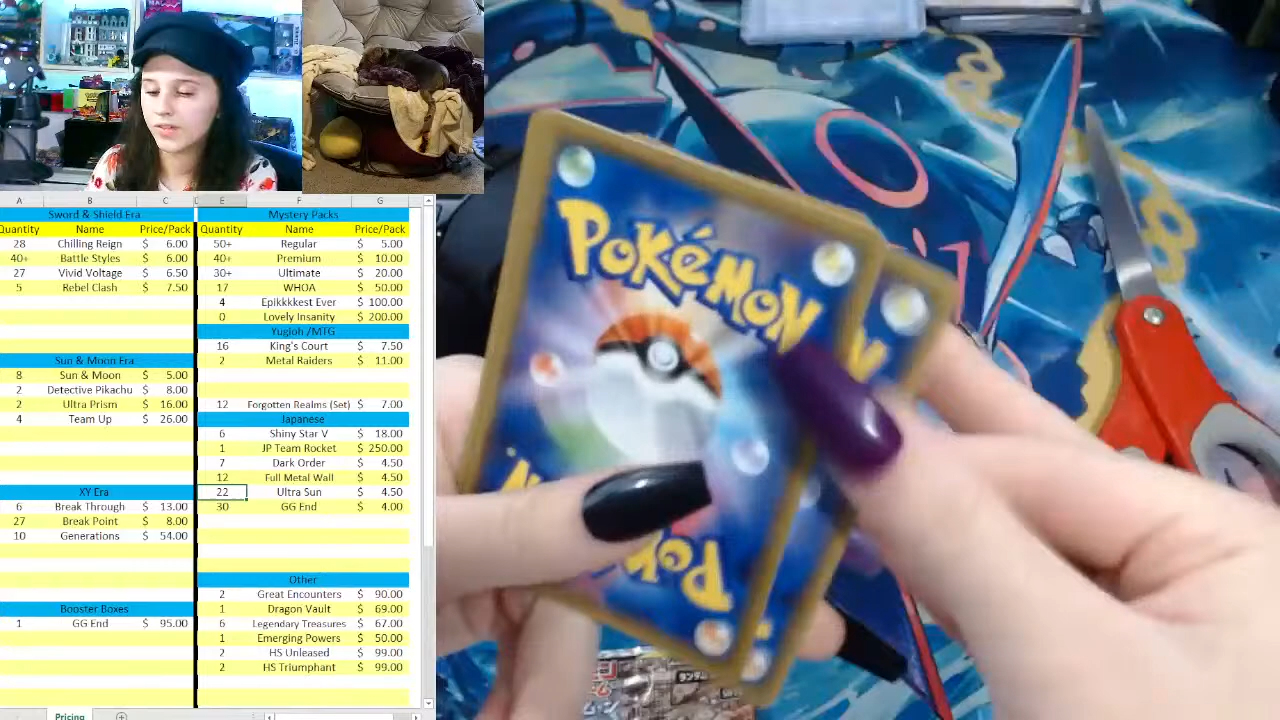 A B C D E F G
Sword & Shield Era
Quantity Name Price/Pack
28 Chilling Reign $ 6.00
40+ Battle Styles $ 6.00
27 Vivid Voltage $ 6.50
5 Rebel Clash $ 7.50
Sun & Moon Era
8 Sun & Moon $ 5.00
2 Detective Pikachu $ 8.00
2 Ultra Prism $ 16.00
4 Team Up $ 26.00
XY Era
6 Break Through $ 13.00
27 Break Point $ 8.00
10 Generations $ 54.00
Booster Boxes
1 GG End $ 95.00
Mystery Packs
Quantity Name Price/Pack
50+ Regular $ 5.00
40+ Premium $ 10.00
30+ Ultimate $ 20.00
17 WHOA $ 50.00
4 Epikkkkest Ever $ 100.00
0 Lovely Insanity $ 200.00
Yugioh /MTG
16 King's Court $ 7.50
2 Metal Raiders $ 11.00
12 Forgotten Realms (Set) $ 7.00
Japanese
6 Shiny Star V $ 18.00
1 JP Team Rocket $ 250.00
7 Dark Order $ 4.50
12 Full Metal Wall $ 4.50
22 Ultra Sun $ 4.50
30 GG End $ 4.00
Other
2 Great Encounters $ 90.00
1 Dragon Vault $ 69.00
6 Legendary Treasures $ 67.00
1 Emerging Powers $ 50.00
2 HS Unleased $ 99.00
2 HS Triumphant $ 99.00
Pricing
Pokémon